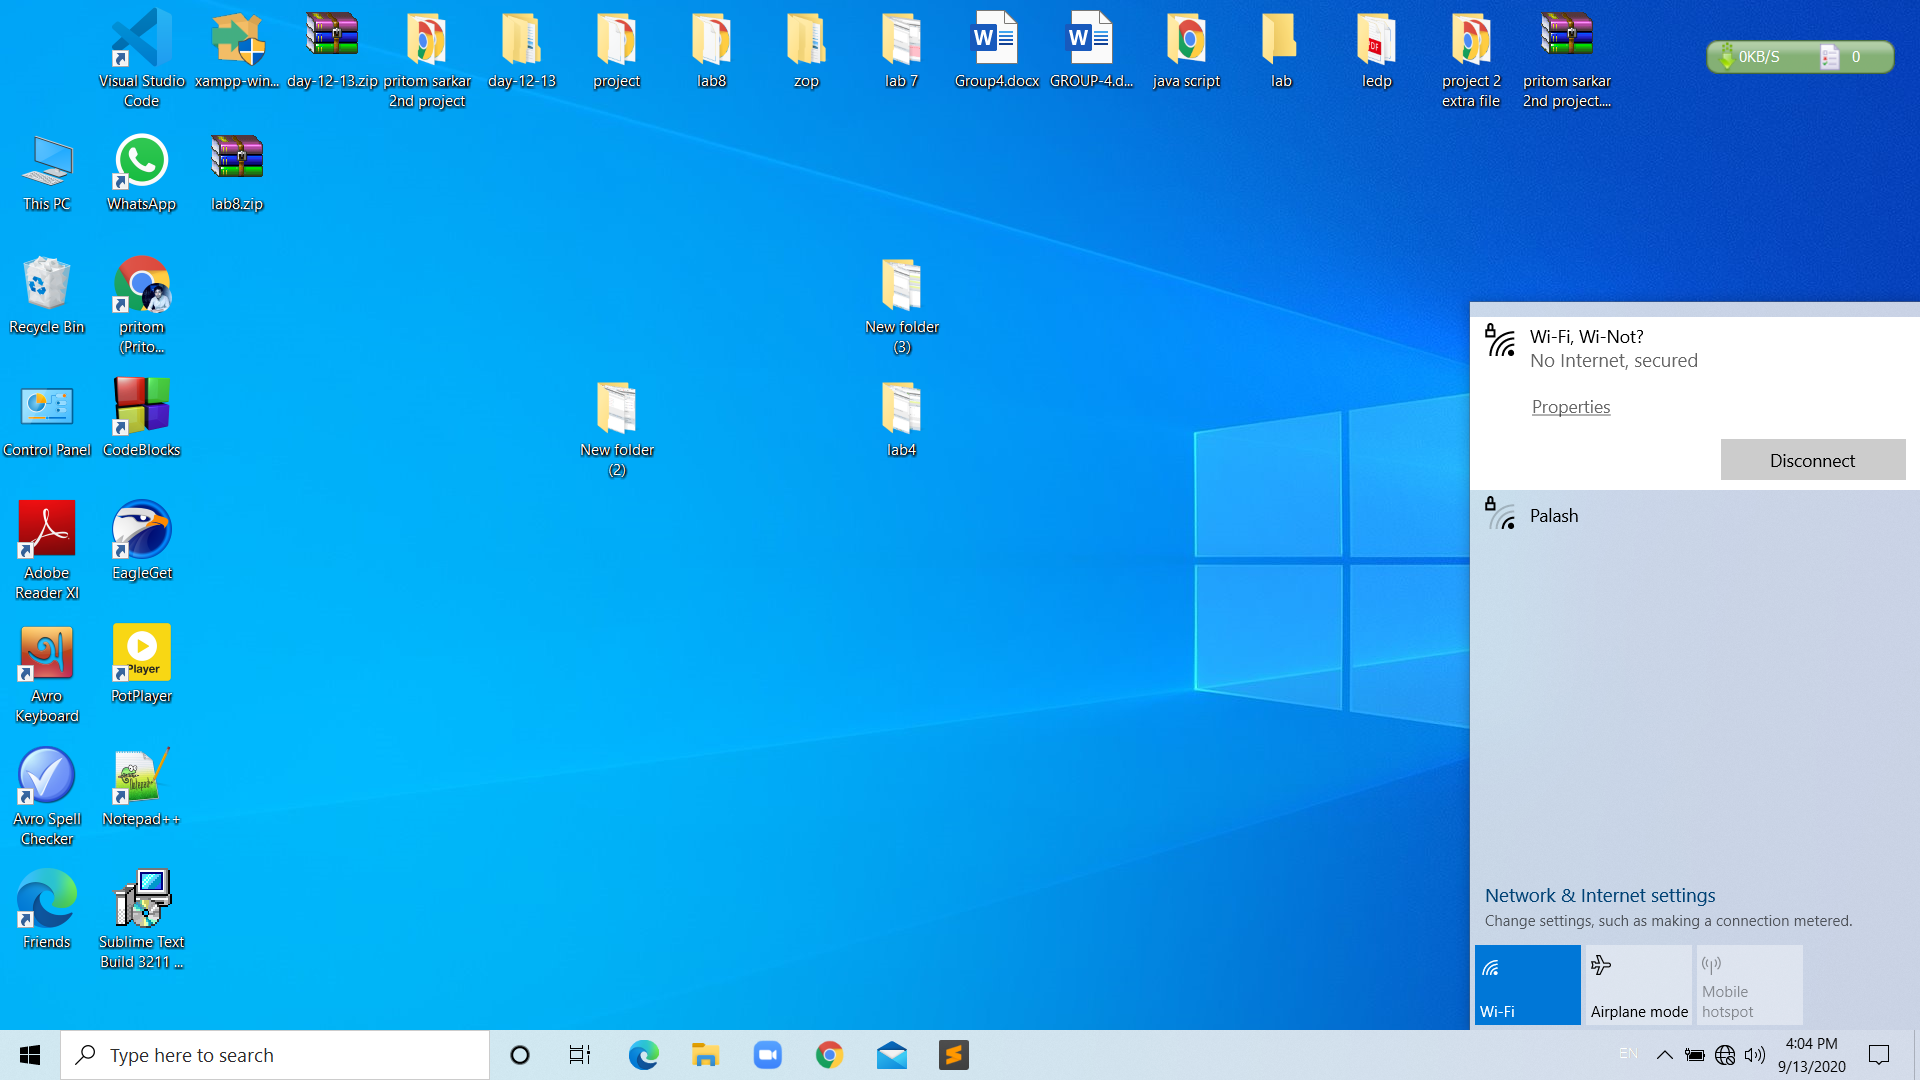 Visual Studio
Code
xampp-win...
day-12-13.zip
pritom sarkar
2nd project
day-12-13
project
lab8
zop
lab 7
Group4.docx
GROUP-4.d...
java script
lab
ledp
project 2
extra file
pritom sarkar
2nd project....
0KB/S
0
This PC
WhatsApp
lab8.zip
Recycle Bin
pritom
(Prito...
New folder
(3)
Control Panel
CodeBlocks
New folder
(2)
lab4
Adobe
Reader XI
EagleGet
Avro
Keyboard
Player
PotPlayer
Avro Spell
Checker
Notepad++
Friends
Sublime Text
Build 3211 ...
Wi-Fi, Wi-Not?
No Internet, secured
Properties
Disconnect
Palash
Network & Internet settings
Change settings, such as making a connection metered.
Wi-Fi
Airplane mode
Mobile
hotspot
Type here to search
EN
4:04 PM
9/13/2020